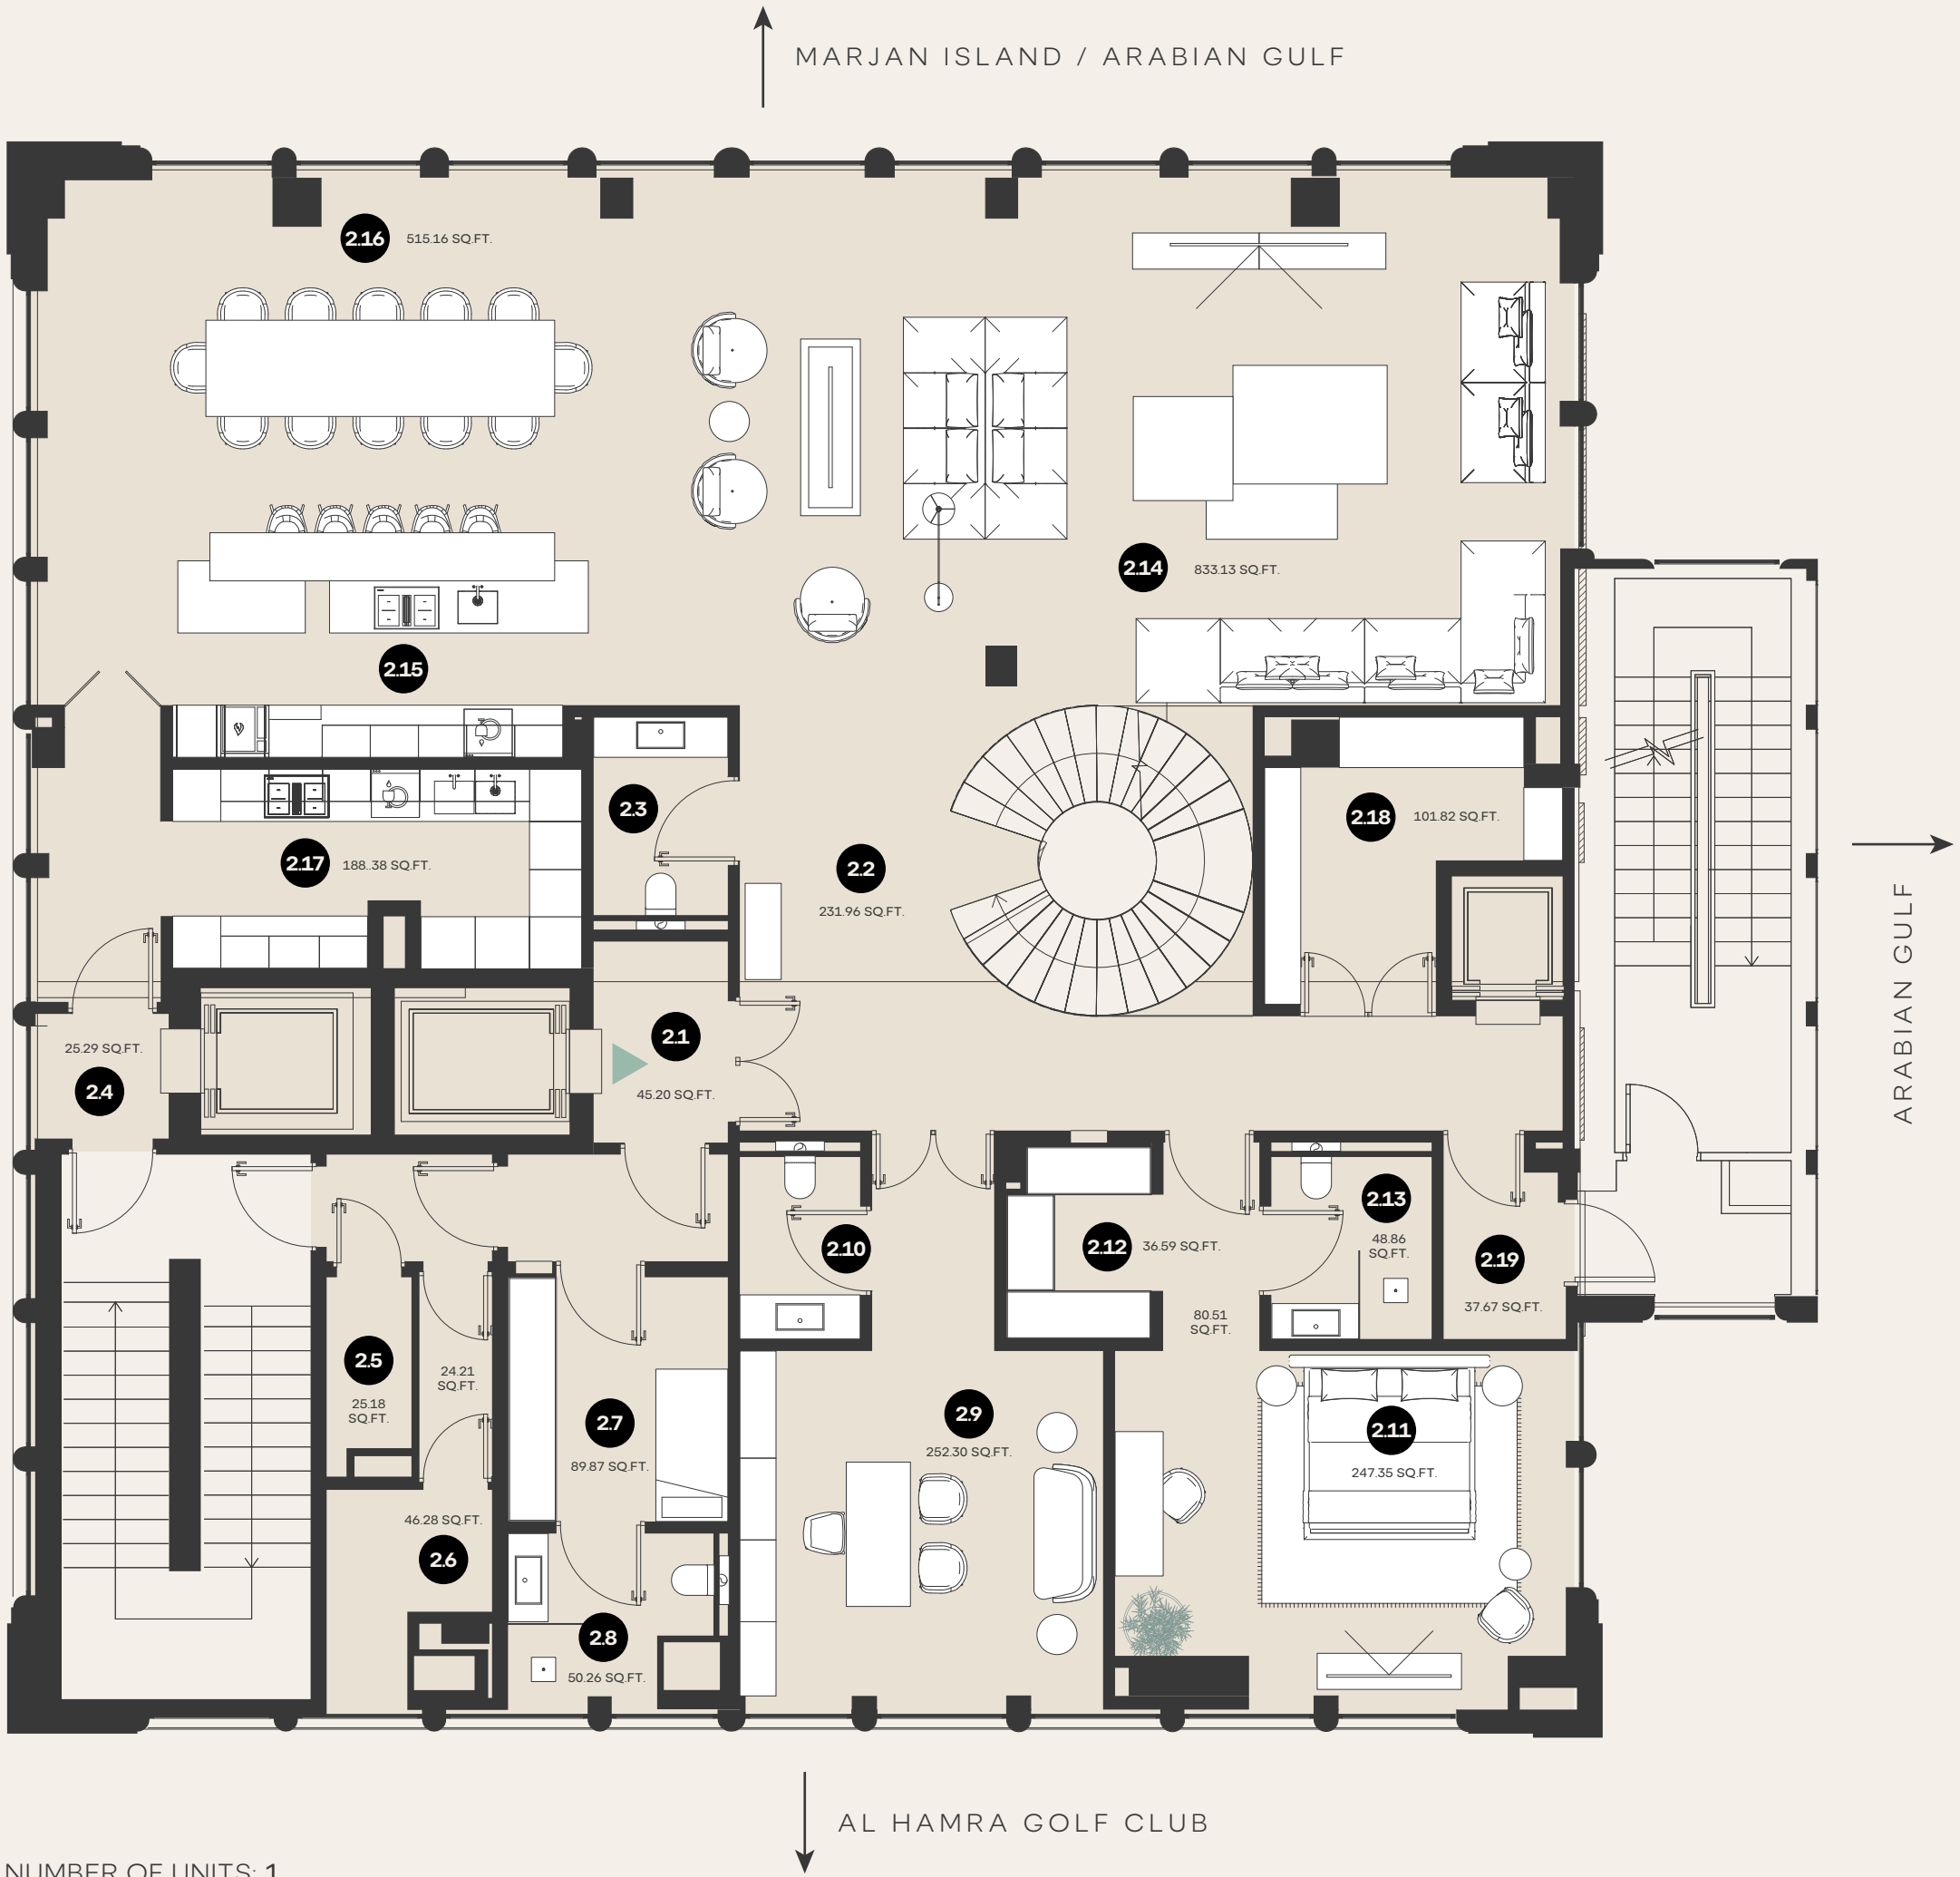 MARJAN ISLAND / ARABIAN GULF
2.16
515.16 SQ.FT.
2.14
833.13 SQ.FT.
2.15
2.3
2.18
101.82 SQ.FT.
2.17
188..38 SQ.FT.
2.2
231.96 SQ.FT.
ARABIAN GULF
2.1
45.20 SQ.FT.
25.29 SQ.FT.
2.4
2.13
48.86
SQ.FT.
2.10
2.12
36.59 SQ.FT.
2.19
37.67 SQ.FT.
80.51
SQ.FT.
2.5
25.18
SQ.FT.
24.21
SQ.FT.
2.7
89.87 SQ.FT.
2.9
252.30 SQ.FT.
2.11
247.35 SQ.FT.
46.28 SQ.FT.
2.6
2.8
50.26 SQ.FT.
AL HAMRA GOLF CLUB
NUMBER OF UNITS: 1